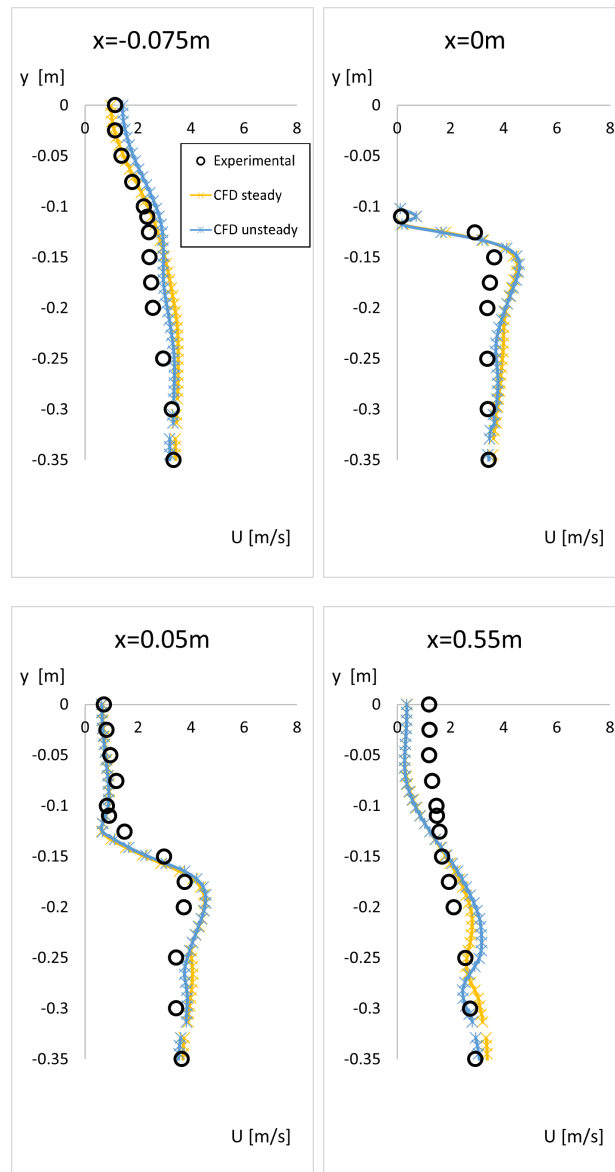 x=-0.075m
y [m]
0
0 2 4 6 8
-0.05
-0.1
-0.15
-0.2
-0.25
-0.3
-0.35
Experimental
CFD steady
CFD unsteady
U [m/s]
x=0m
y [m]
0
0 2 4 6 8
-0.05
-0.1
-0.15
-0.2
-0.25
-0.3
-0.35
U [m/s]
x=0.05m
y [m]
0
0 2 4 6 8
-0.05
-0.1
-0.15
-0.2
-0.25
-0.3
-0.35
U [m/s]
x=0.55m
y [m]
0
0 2 4 6 8
-0.05
-0.1
-0.15
-0.2
-0.25
-0.3
-0.35
U [m/s]